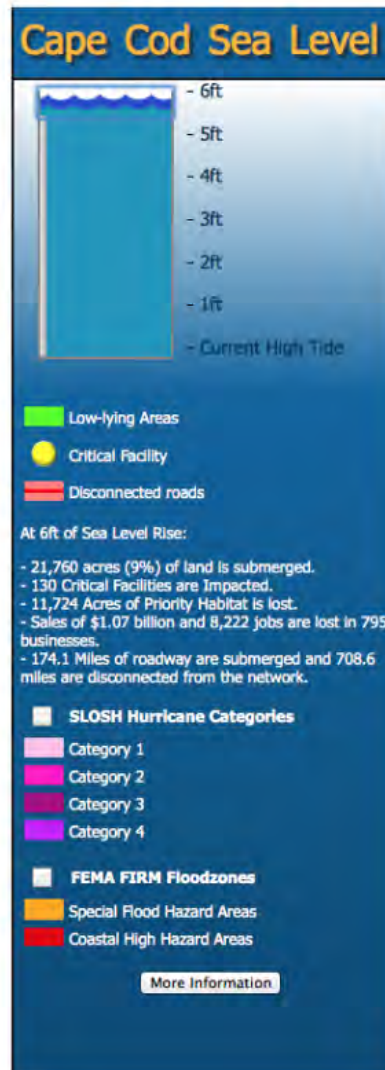 Cape Cod Sea Level
- 6ft
- 5ft
- 4ft
- 3ft
- 2ft
- 1ft
- Current High Tide
Low-lying Areas
Critical Facility
Disconnected roads
At 6ft of Sea Level Rise:
- 21,760 acres (9%) of land is submerged.
- 130 Critical Facilities are Impacted.
- 11,724 Acres of Priority Habitat is lost.
- Sales of $1.07 billion and 8,222 jobs are lost in 795
businesses.
- 174.1 Miles of roadway are submerged and 708.6
miles are disconnected from the network.
SLOSH Hurricane Categories
Category 1
Category 2
Category 3
Category 4
FEMA FIRM Floodzones
Special Flood Hazard Areas
Coastal High Hazard Areas
More Information